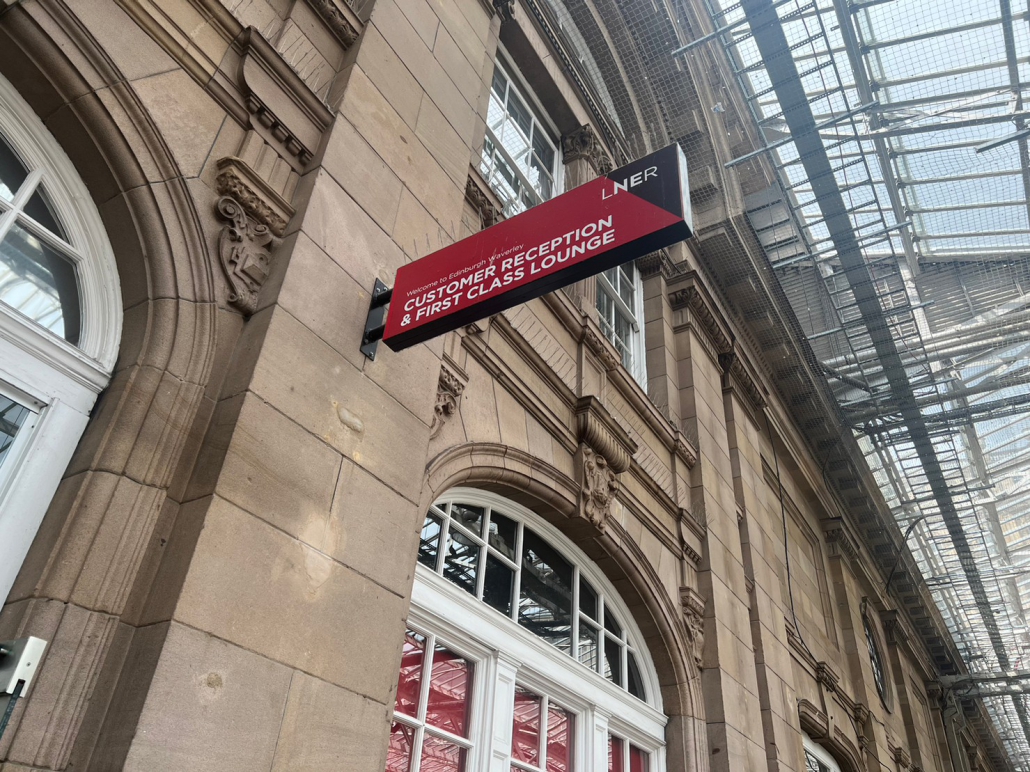 LNER
Welcome to Edinburgh Waverley
CUSTOMER RECEPTION
& FIRST CLASS LOUNGE